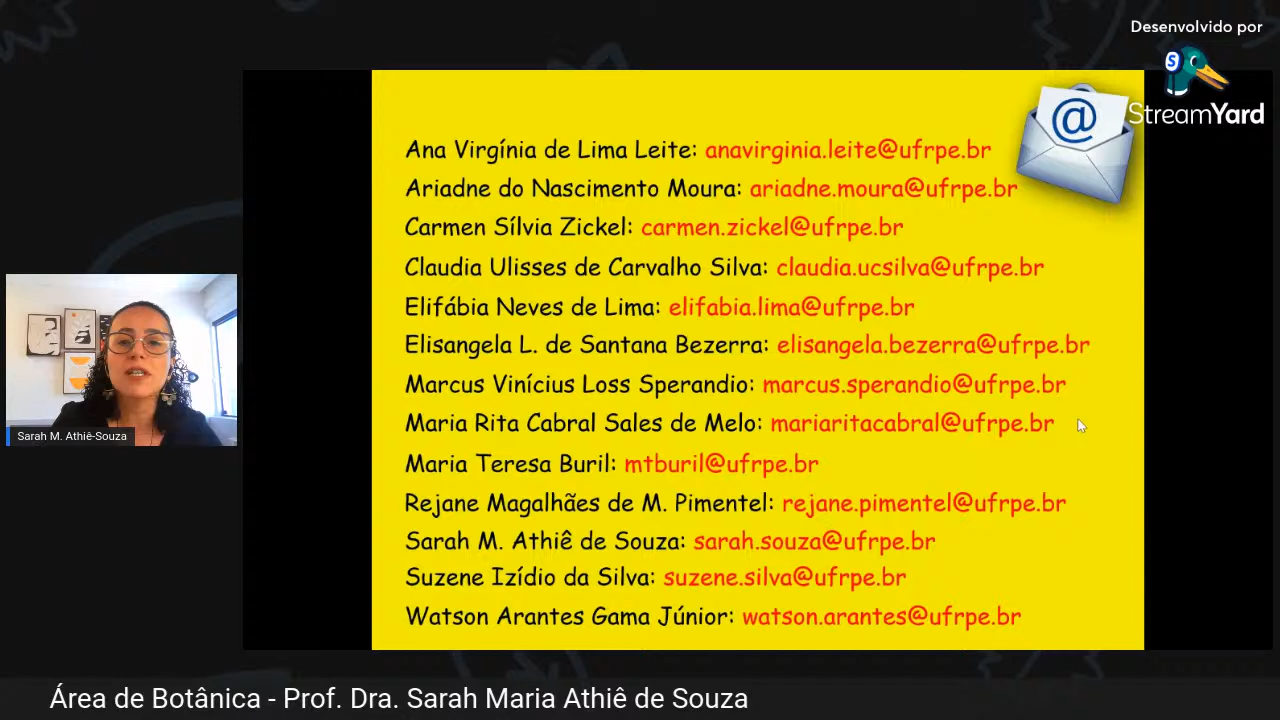 Desenvolvido por
S
StreamYard
@
Ana Virgínia de Lima Leite: anavirginia.leite@ufrpe.br
Ariadne do Nascimento Moura: ariadne.moura@ufrpe.br
Carmen Sílvia Zickel: carmen.zickel@ufrpe.br
Claudia Ulisses de Carvalho Silva: claudia.ucsilva@ufrpe.br
Elifábia Neves de Lima: elifabia.lima@ufrpe.br
Elisangela L. de Santana Bezerra: elisangela.bezerra@ufrpe.br
Marcus Vinícius Loss Sperandio: marcus.sperandio@ufrpe.br
Maria Rita Cabral Sales de Melo: mariaritacabral@ufrpe.br
Maria Teresa Buril: mtburil@ufrpe.br
Rejane Magalhães de M. Pimentel: rejane.pimentel@ufrpe.br
Sarah M. Athiê de Souza: sarah.souza@ufrpe.br
Suzene Izídio da Silva: suzene.silva@ufrpe.br
Watson Arantes Gama Júnior: watson.arantes@ufrpe.br
Sarah M. Athiê-Souza
Área de Botânica - Prof. Dra. Sarah Maria Athiê de Souza